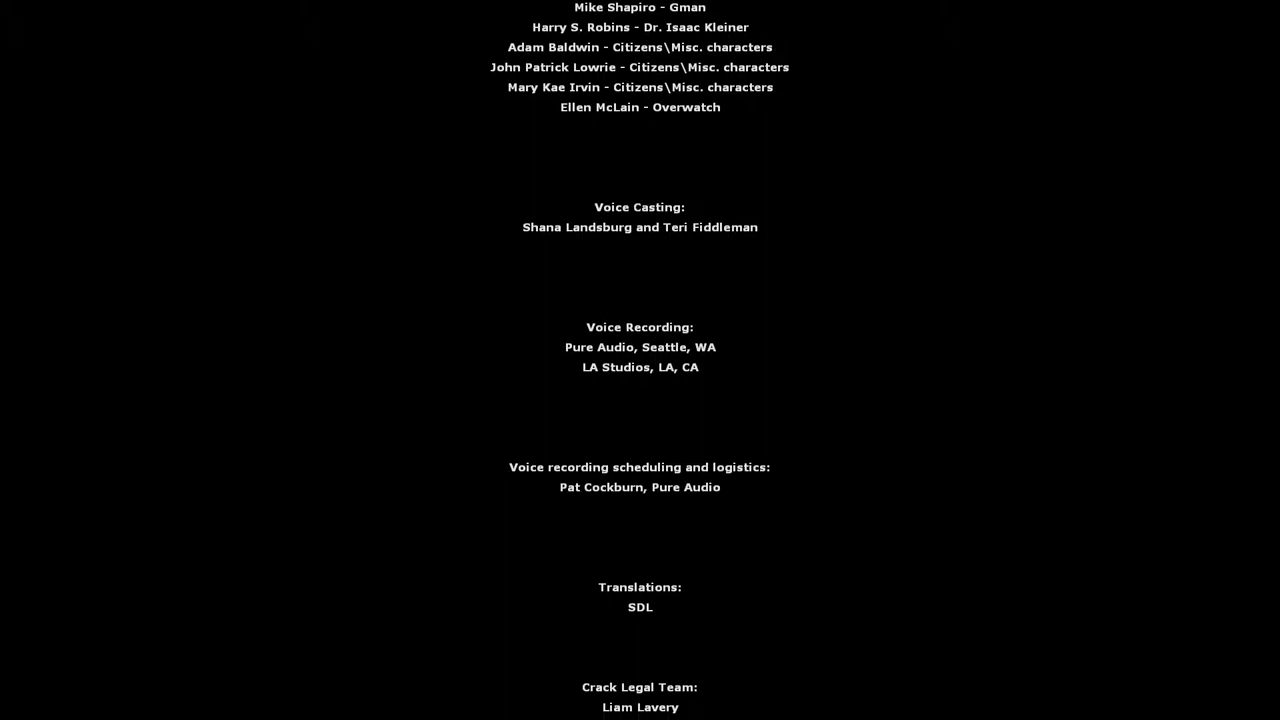 Mike Shapiro - Gman
Harry S. Robins - Dr. Isaac Kleiner
Adam Baldwin - Citizens\Misc. characters
John Patrick Lowrie - Citizens\Misc. characters
Mary Kae Irvin - Citizens\Misc. characters
Ellen McLain - Overwatch
Voice Casting:
Shana Landsburg and Teri Fiddleman
Voice Recording:
Pure Audio, Seattle, WA
LA Studios, LA, CA
Voice recording scheduling and logistics:
Pat Cockburn, Pure Audio
Translations:
SDL
Crack Legal Team:
Liam Lavery